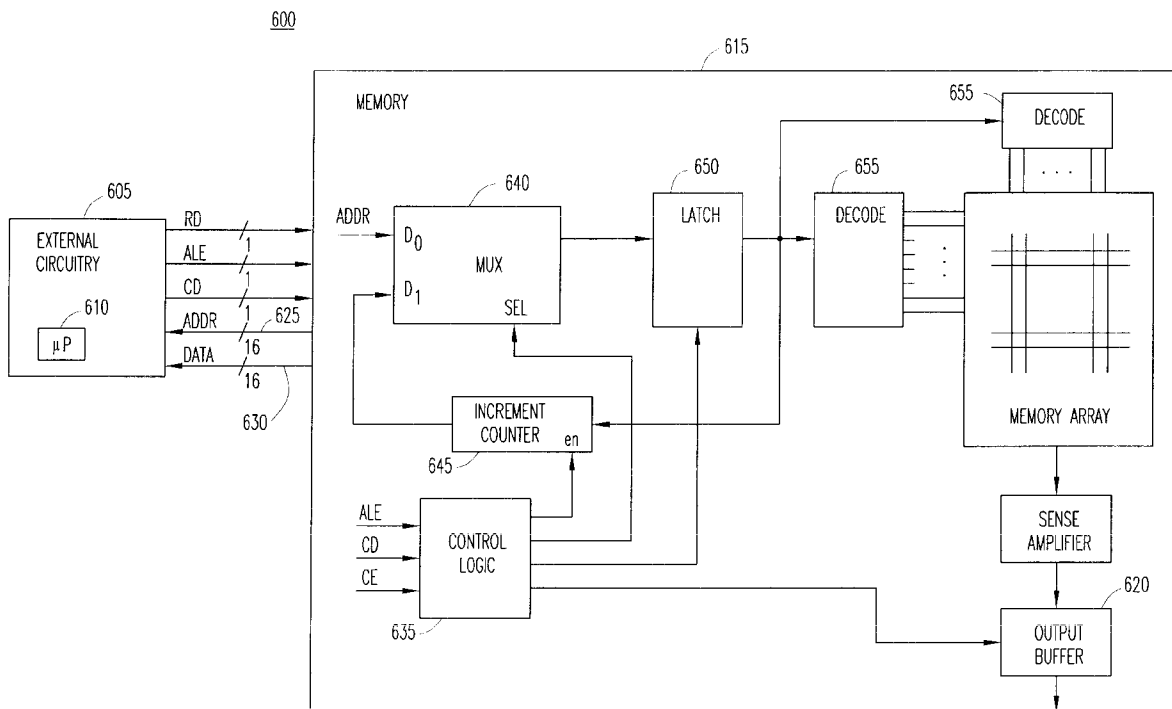 600
615
MEMORY
655
DECODE
. . .
605
EXTERNAL
CIRCUITRY
610
μP
RD
1
ALE
1
CD
1
ADDR
625
16
DATA
16
630
640
ADDR
D0
MUX
D1
SEL
650
LATCH
655
DECODE
MEMORY ARRAY
INCREMENT
COUNTER
en
645
ALE
CD
CE
CONTROL
LOGIC
635
SENSE
AMPLIFIER
620
OUTPUT
BUFFER